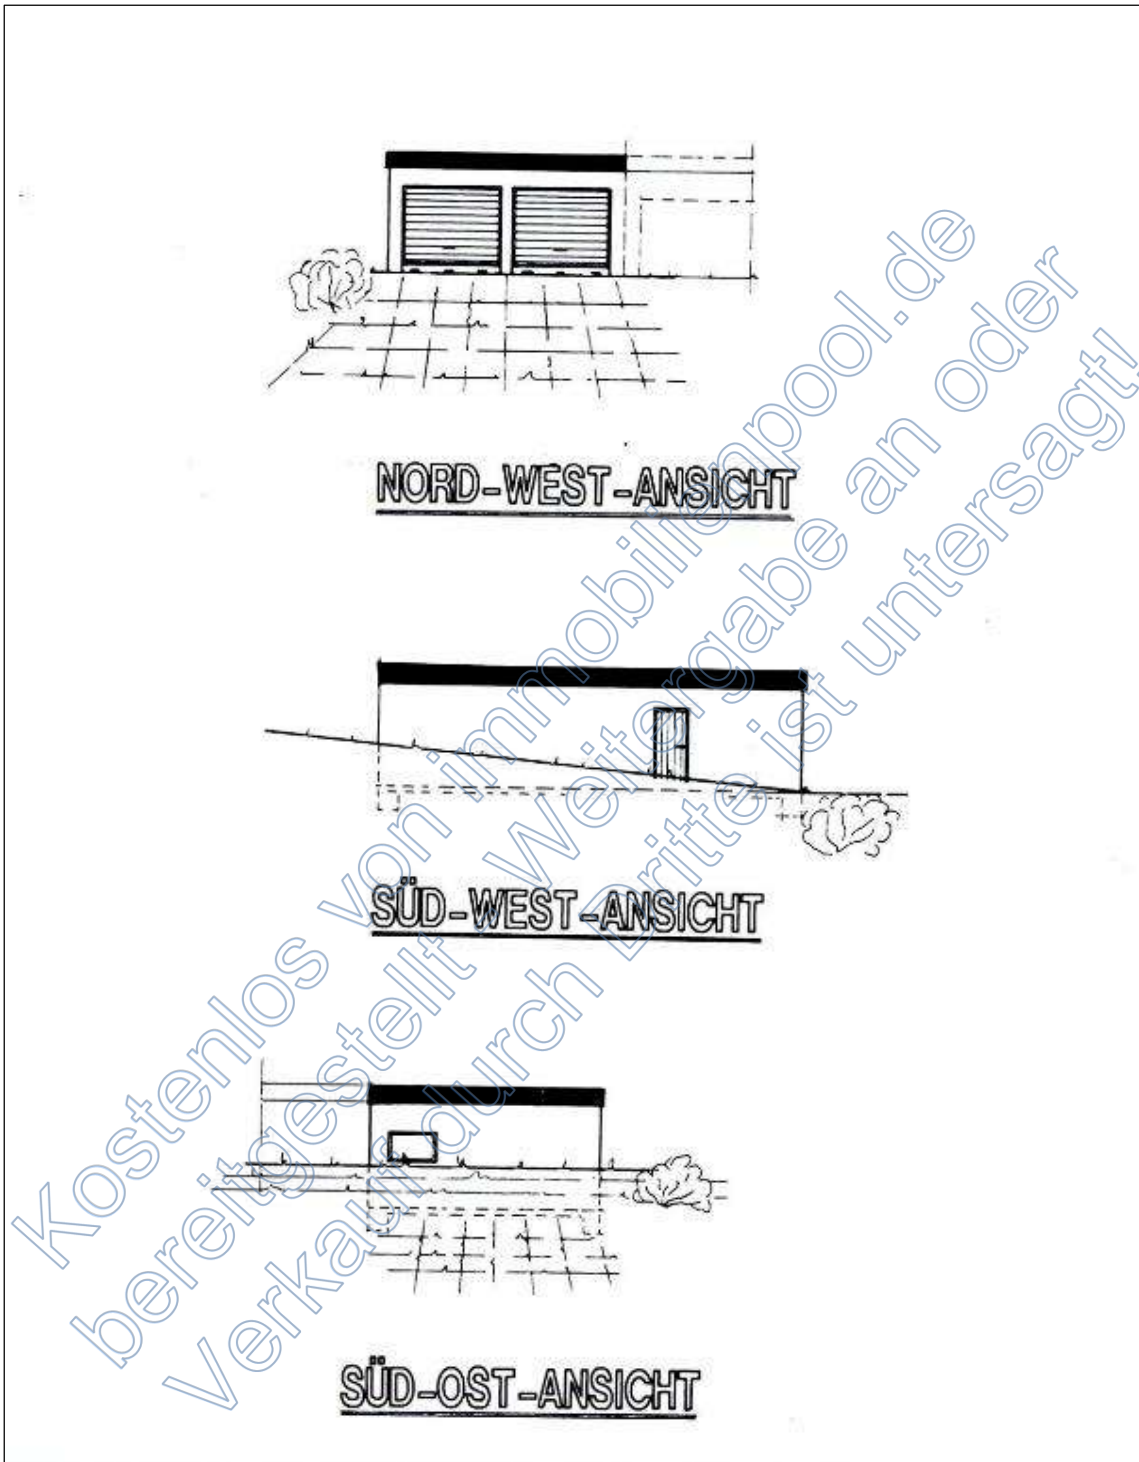 NORD-WEST-ANSICHT
SÜD-WEST-ANSICHT
SÜD-OST-ANSICHT
Kostenlos von immobilienpool.de
bereitgestellt Weitergabe an oder
Verkauf durch Dritte ist untersagt!